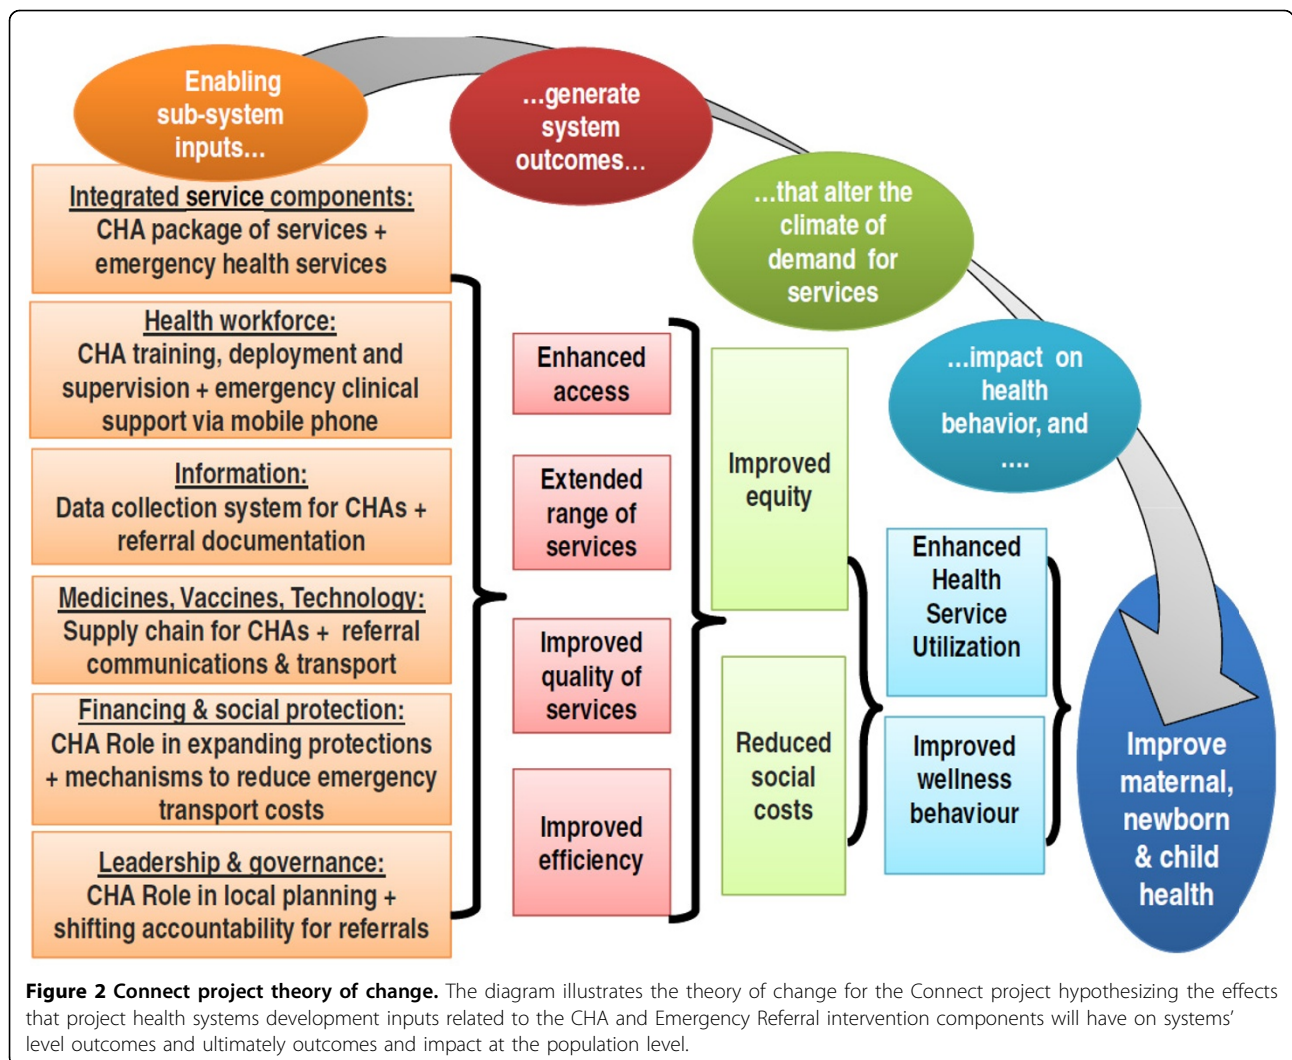 Enabling
sub-system
inputs...
...generate
system
outcomes...
...that alter the
climate of
demand for
services
...impact on
health
behavior, and
....
Integrated service components:
CHA package of services +
emergency health services
Health workforce:
CHA training, deployment and
supervision + emergency clinical
support via mobile phone
Information:
Data collection system for CHAs +
referral documentation
Medicines, Vaccines, Technology:
Supply chain for CHAs + referral
communications & transport
Financing & social protection:
CHA Role in expanding protections
+ mechanisms to reduce emergency
transport costs
Leadership & governance:
CHA Role in local planning +
shifting accountability for referrals
Enhanced
access
Extended
range of
services
Improved
quality of
services
Improved
efficiency
Improved
equity
Reduced
social
costs
Enhanced
Health
Service
Utilization
Improved
wellness
behaviour
Improve
maternal,
newborn
& child
health
Figure 2 Connect project theory of change. The diagram illustrates the theory of change for the Connect project hypothesizing the effects
that project health systems development inputs related to the CHA and Emergency Referral intervention components will have on systems'
level outcomes and ultimately outcomes and impact at the population level.